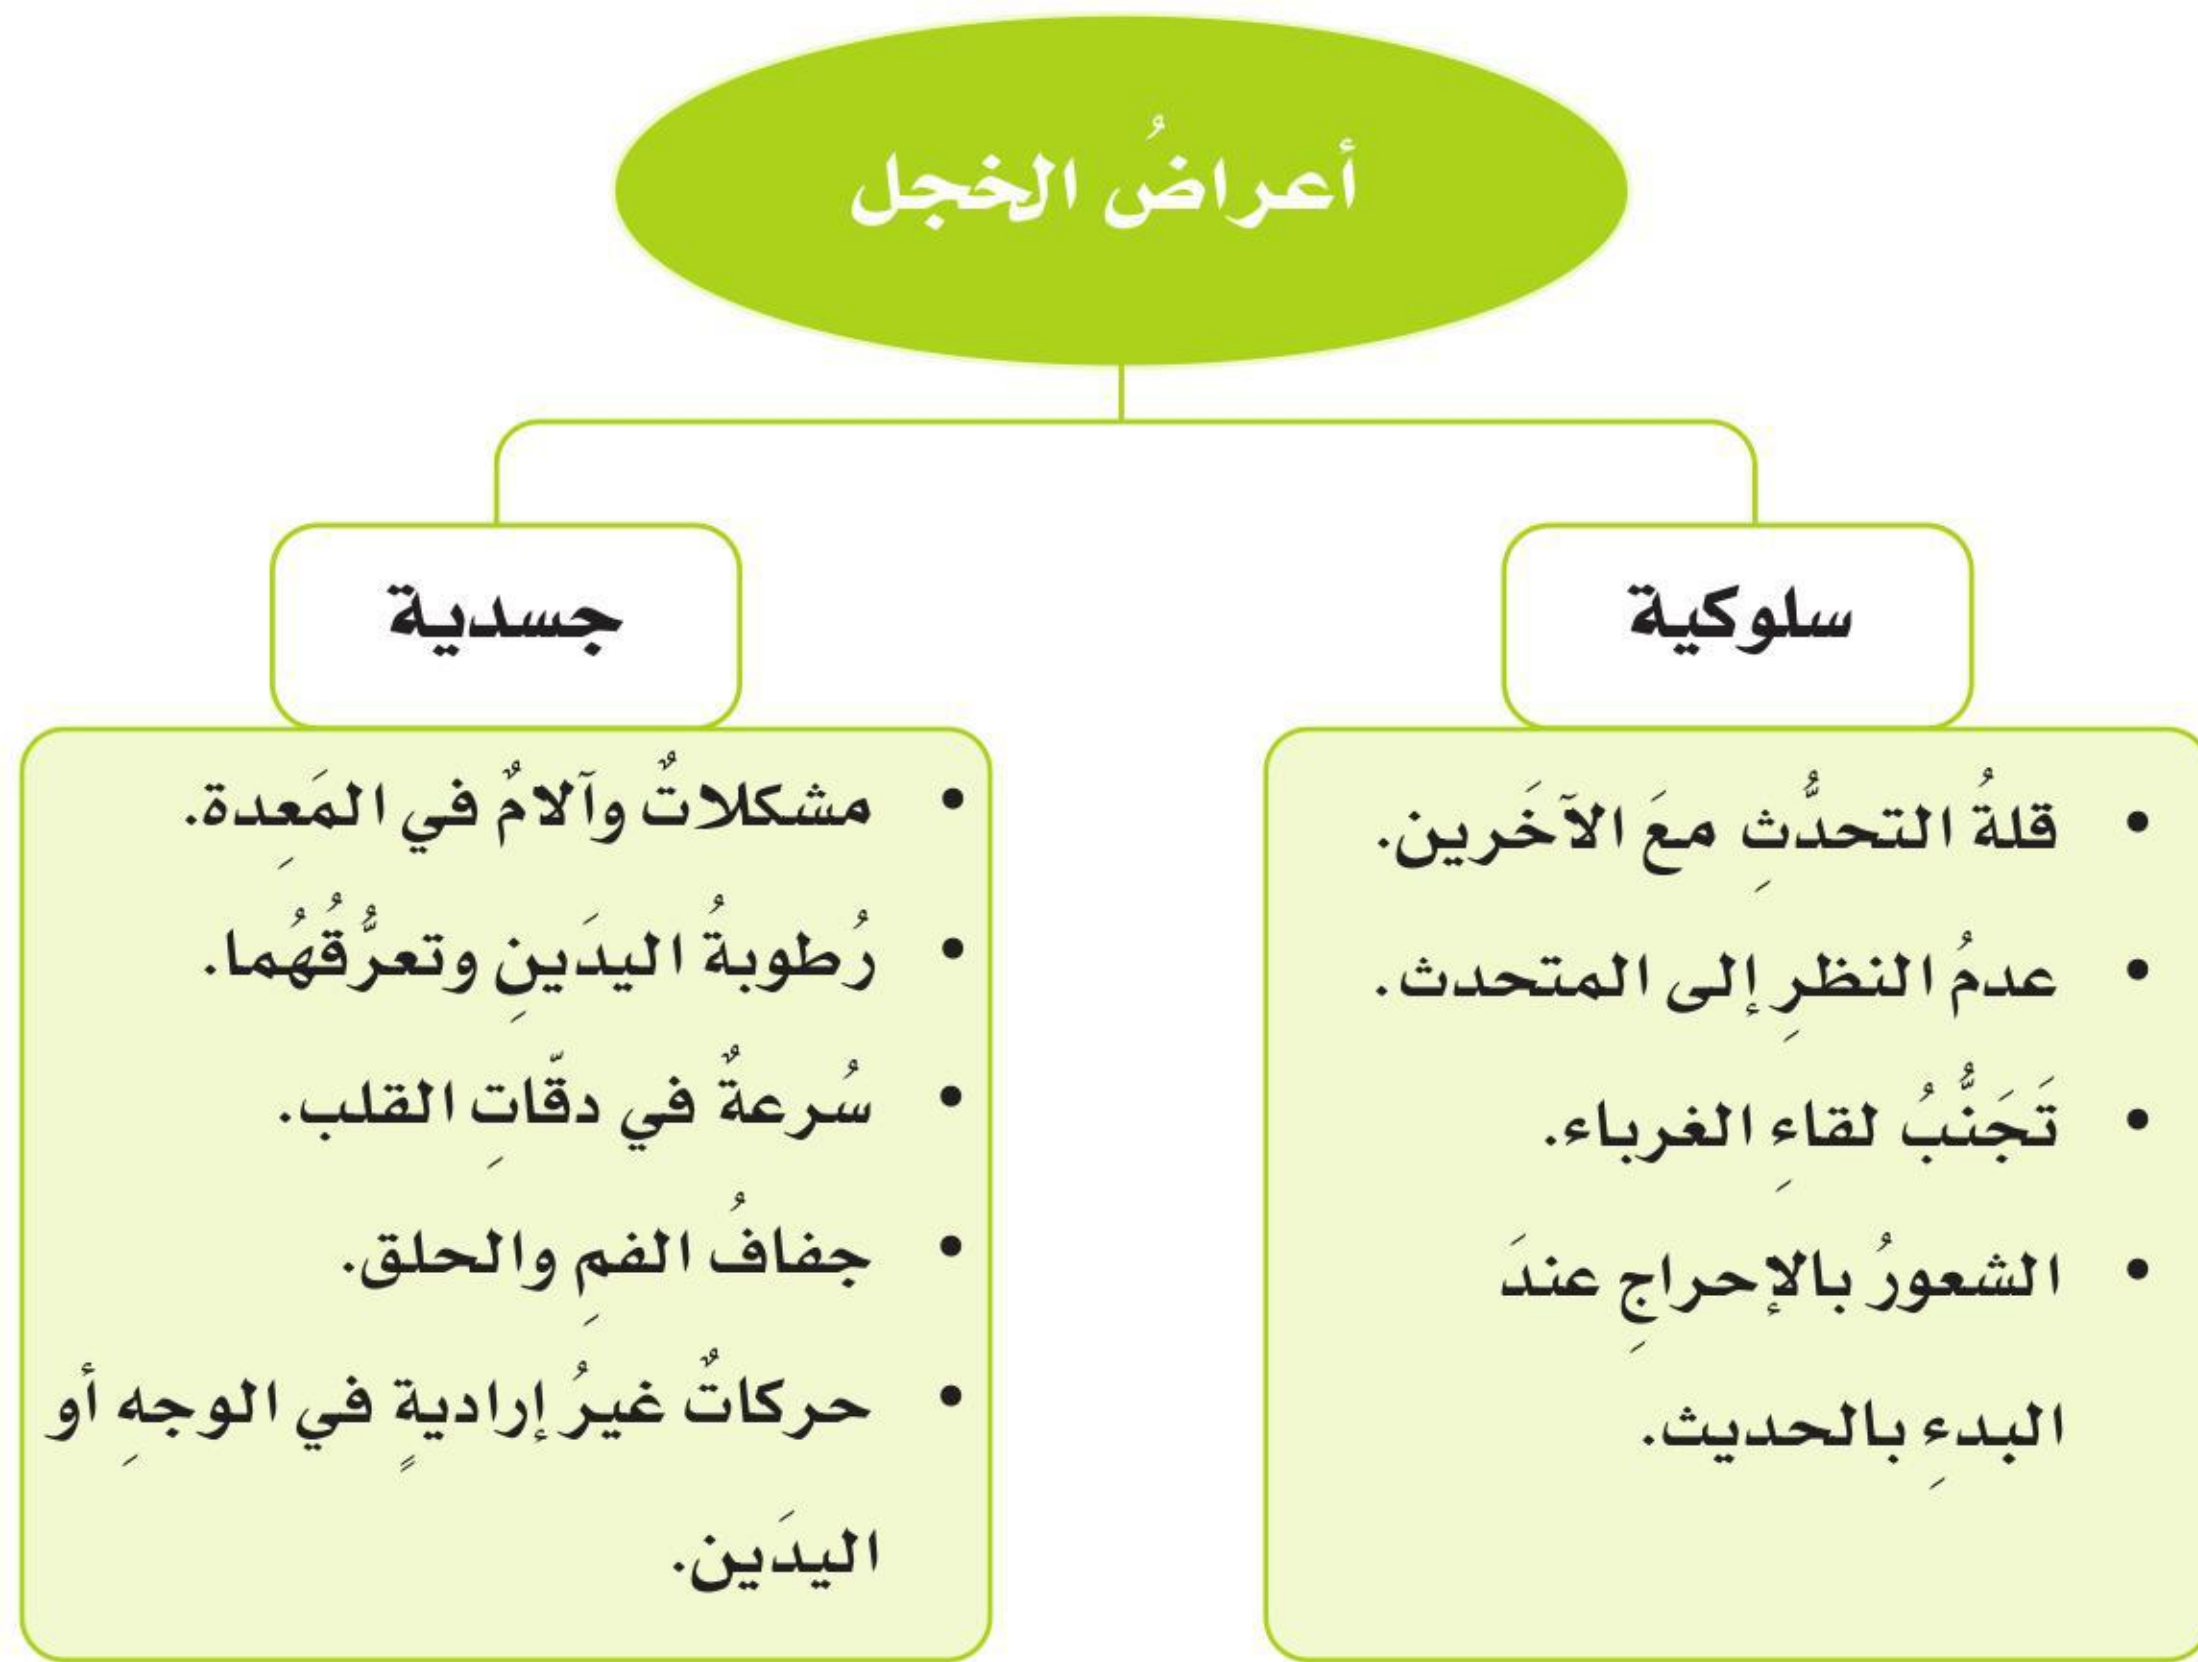 أعراضُ الخجل
سلوكية
• قلةُ التحدُّثِ معَ الآخَرين.
• عدمُ النظرِ إلى المتحدث.
• تَجَنُّبُ لقاءِ الغرباء.
• الشعورُ بالإحراجِ عندَ
البدءِ بالحديث.
جسدية
• مشكلاتٌ وآلامٌ في المَعِدة.
• رُطوبةُ اليدَينِ وتعرُّقُهُما.
• سُرعةٌ في دقّاتِ القلب.
• جفافُ الفمِ والحلق.
• حركاتٌ غيرُ إراديةٍ في الوجهِ أو
اليدَين.